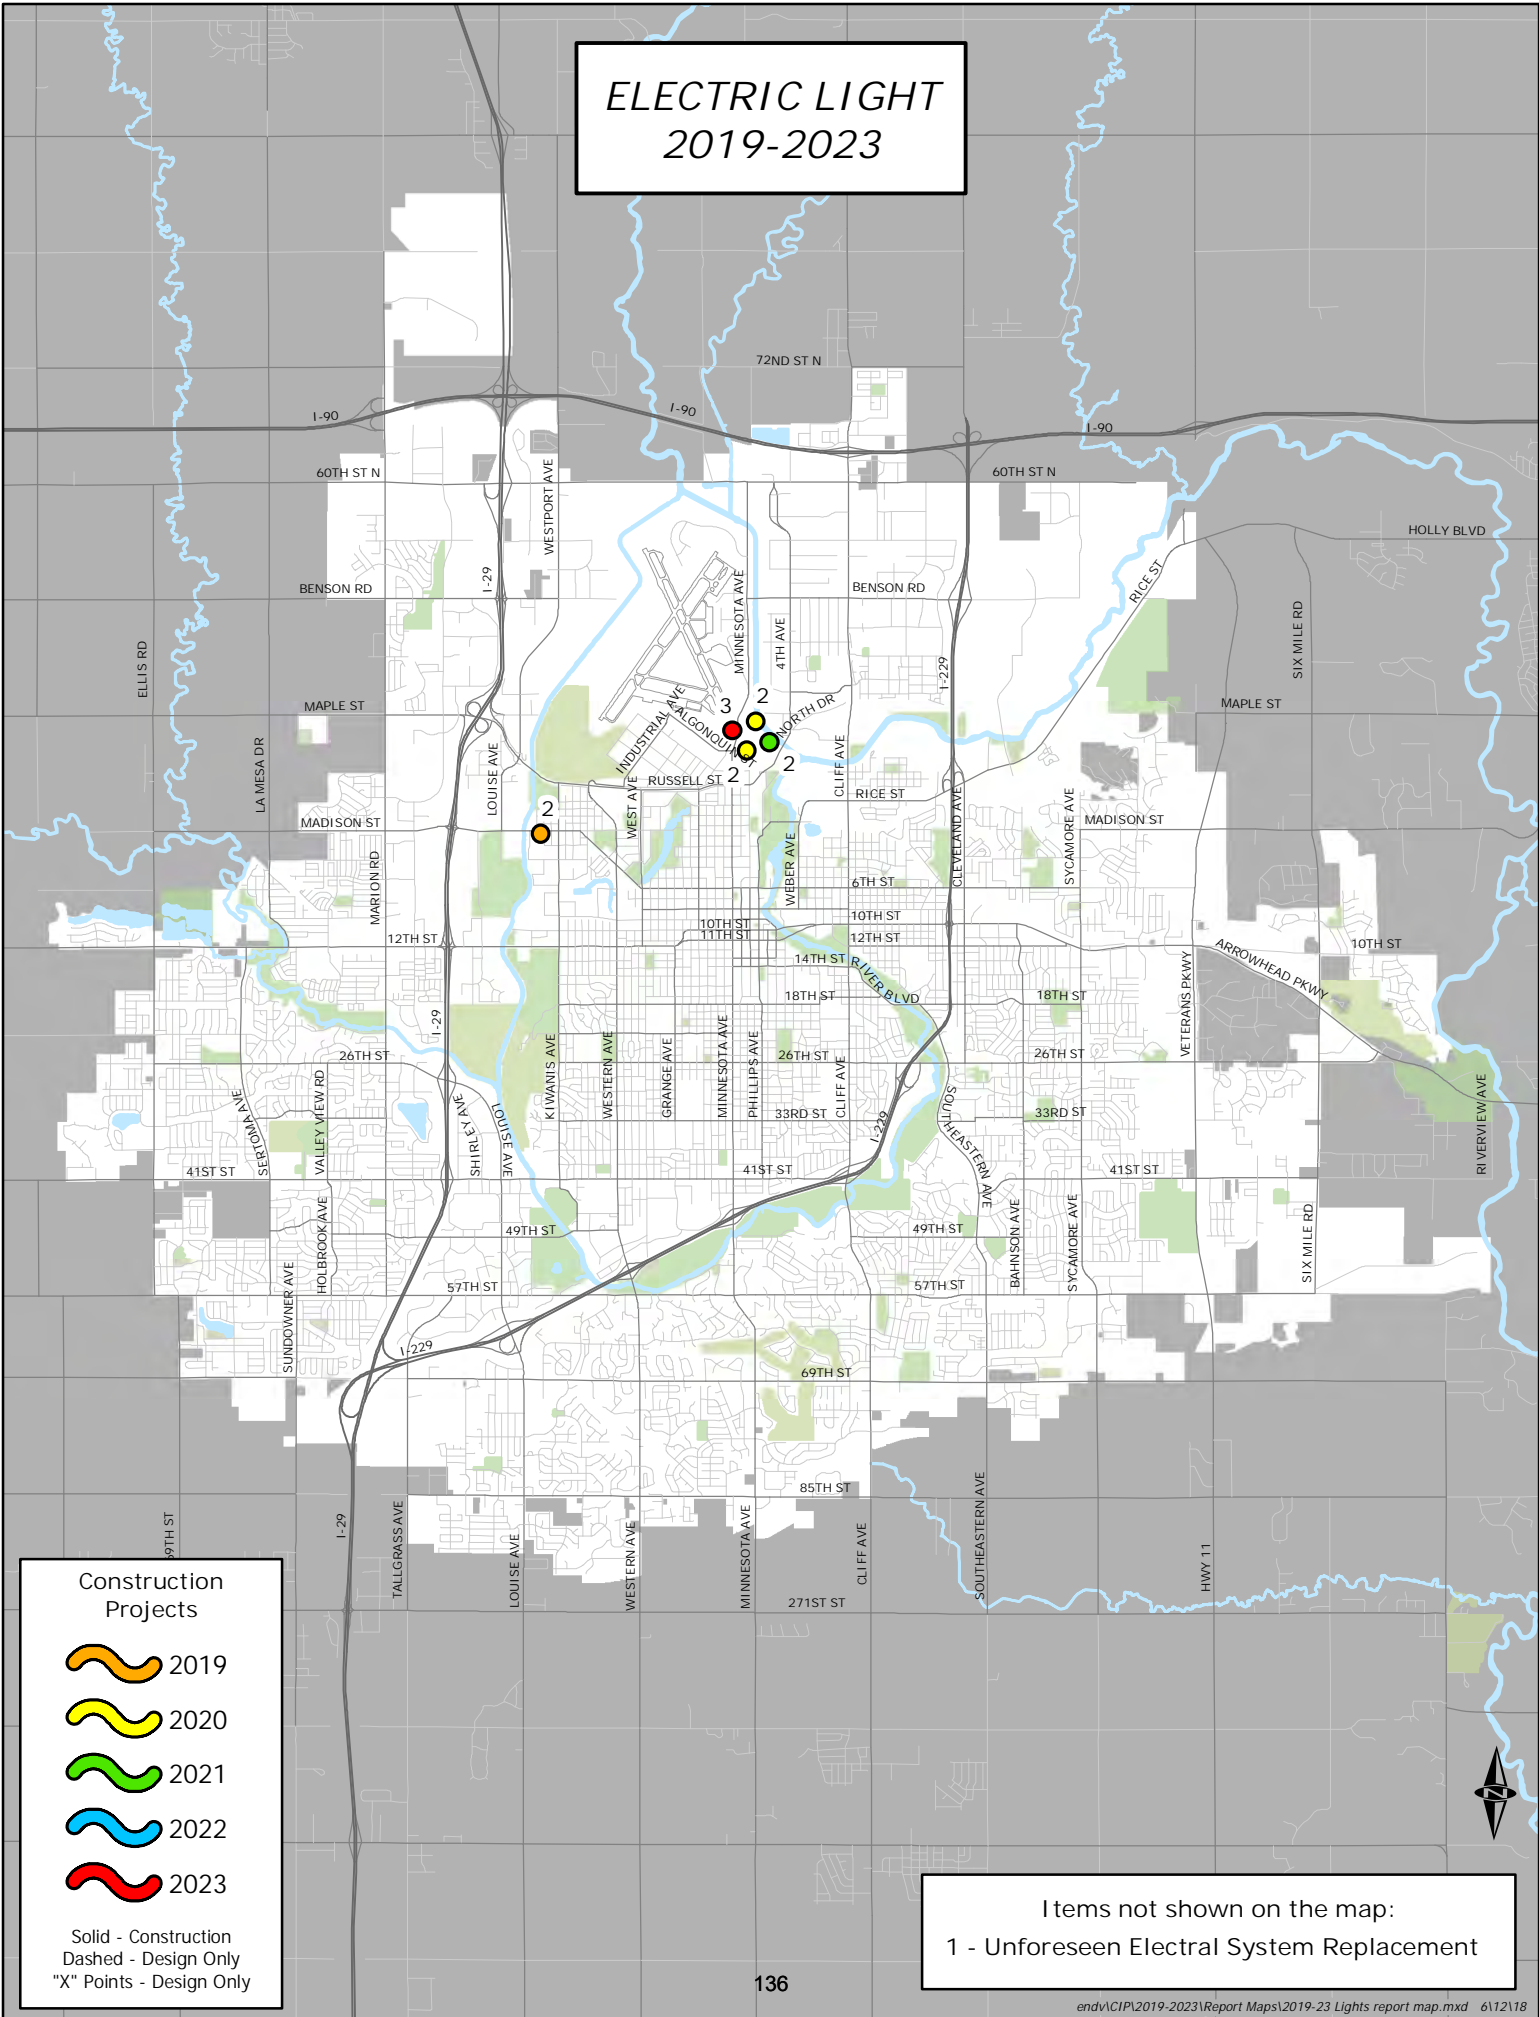 ELECTRIC LIGHT
2019-2023
72ND ST N
I-90
I-90
I-90
60TH ST N
60TH ST N
WESTPORT AVE
HOLLY BLVD
I-29
BENSON RD
BENSON RD
MINNESOTA AVE
RICE ST
4TH AVE
SIX MILE RD
ELLIS RD
I-229
MAPLE ST
MAPLE ST
INDUSTRIAL AVE
ALGONQUIN ST
NORTH DR
3
2
2
2
LA MESA DR
LOUISE AVE
RUSSELL ST
CLIFF AVE
RICE ST
WEST AVE
2
MADISON ST
MADISON ST
CLEVELAND AVE
SYCAMORE AVE
WEBER AVE
MARION RD
6TH ST
10TH ST
10TH ST
11TH ST
12TH ST
12TH ST
10TH ST
ARROWHEAD PKWY
14TH ST
RIVER BLVD
VETERANS PKWY
18TH ST
18TH ST
I-29
26TH ST
26TH ST
26TH ST
KIWANIS AVE
WESTERN AVE
GRANGE AVE
MINNESOTA AVE
PHILLIPS AVE
CLIFF AVE
SERTOMA AVE
VALLEY VIEW RD
SHIRLEY AVE
LOUISE AVE
33RD ST
33RD ST
I-229
SOUTHEASTERN AVE
RIVERVIEW AVE
41ST ST
41ST ST
41ST ST
HOLBROOK AVE
49TH ST
49TH ST
BAHNSON AVE
SYCAMORE AVE
SIX MILE RD
SUNDOWNER AVE
57TH ST
57TH ST
I-229
69TH ST
85TH ST
69TH ST
I-29
TALLGRASS AVE
LOUISE AVE
WESTERN AVE
MINNESOTA AVE
CLIFF AVE
SOUTHEASTERN AVE
HWY 11
271ST ST
Construction
Projects
2019
2020
2021
2022
2023
Solid - Construction
Dashed - Design Only
"X" Points - Design Only
N
Items not shown on the map:
1 - Unforeseen Electral System Replacement
136
endv\CIP\2019-2023\Report Maps\2019-23 Lights report map.mxd 6\12\18